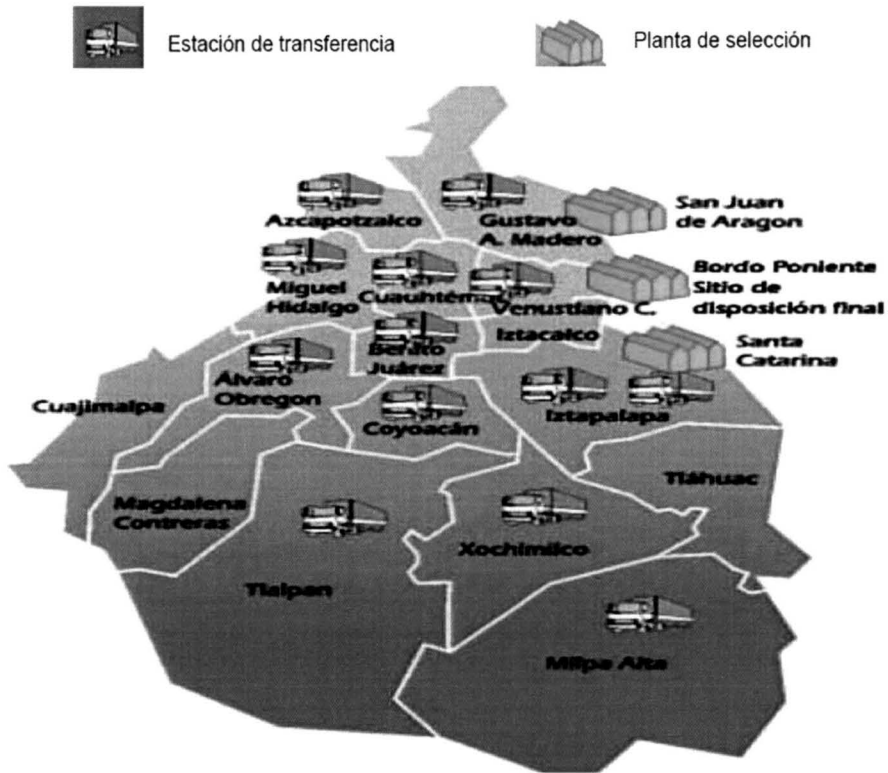 Estación de transferencia
Planta de selección
Azcapotzalco
Gustavo
A. Madero
San Juan
de Aragon
Miguel
Hidalgo
Cuauhtémoc
Venustiano C.
Bordo Poniente
Sitio de
disposición final
Iztacalco
Benito
Juárez
Santa
Catarina
Cuajimalpa
Álvaro
Obregon
Coyoacán
Iztapalapa
Tláhuac
Magdalena
Contreras
Xochimilco
Tlalpan
Milpa Alta